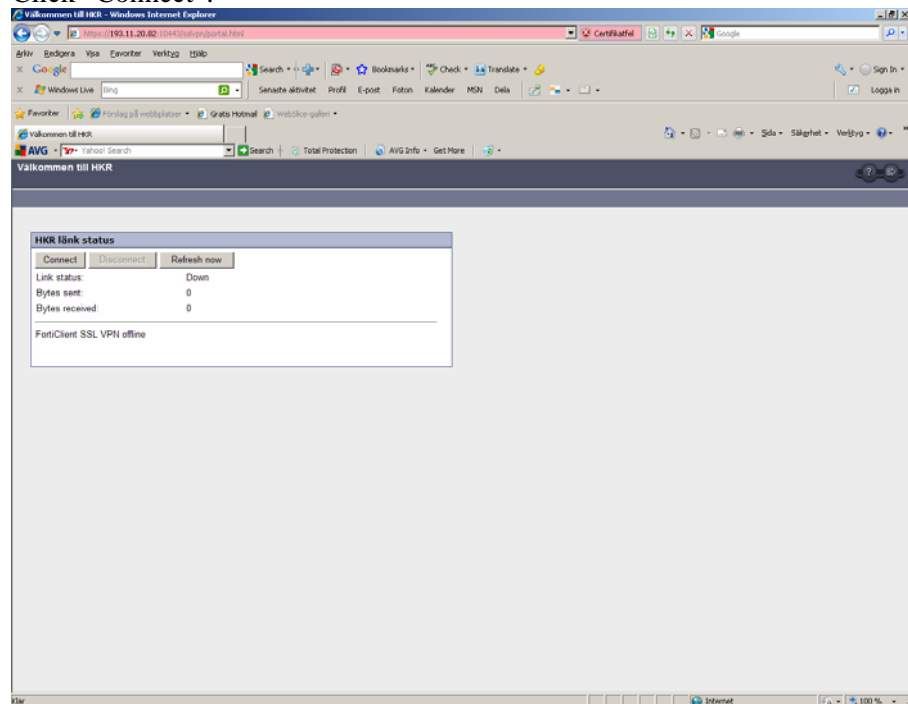 Click "Connect".
Välkommen till HKR - Windows Internet Explorer
https://193.11.20.82:10443/sslvpn/portal.html
Certifikatfel
Google
Arkiv Redigera Visa Favoriter Verktyg Hjälp
x Google Search Bookmarks Check Translate Sign In
x Windows Live Bing Senaste aktivitet Profil E-post Foton Kalender MSN Dela Logga in
Favoriter Förslag på webbplatser Gratis Hotmail Web Slice-galleri
Välkommen till HKR Sida Säkerhet Verktyg
AVG Yahoo! Search Search Total Protection AVG Info Get More
Välkommen till HKR
HKR länk status
Connect Disconnect Refresh now
Link status: Down
Bytes sent: 0
Bytes received: 0
FortiClient SSL VPN offline
Klar Internet 100 %